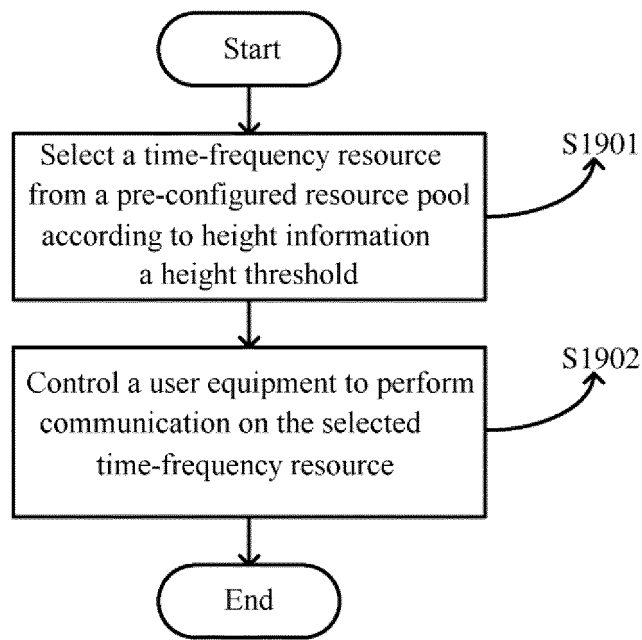 Start
Select a time-frequency resource
from a pre-configured resource pool
according to height information
a height threshold
S1901
Control a user equipment to perform
communication on the selected
time-frequency resource
S1902
End